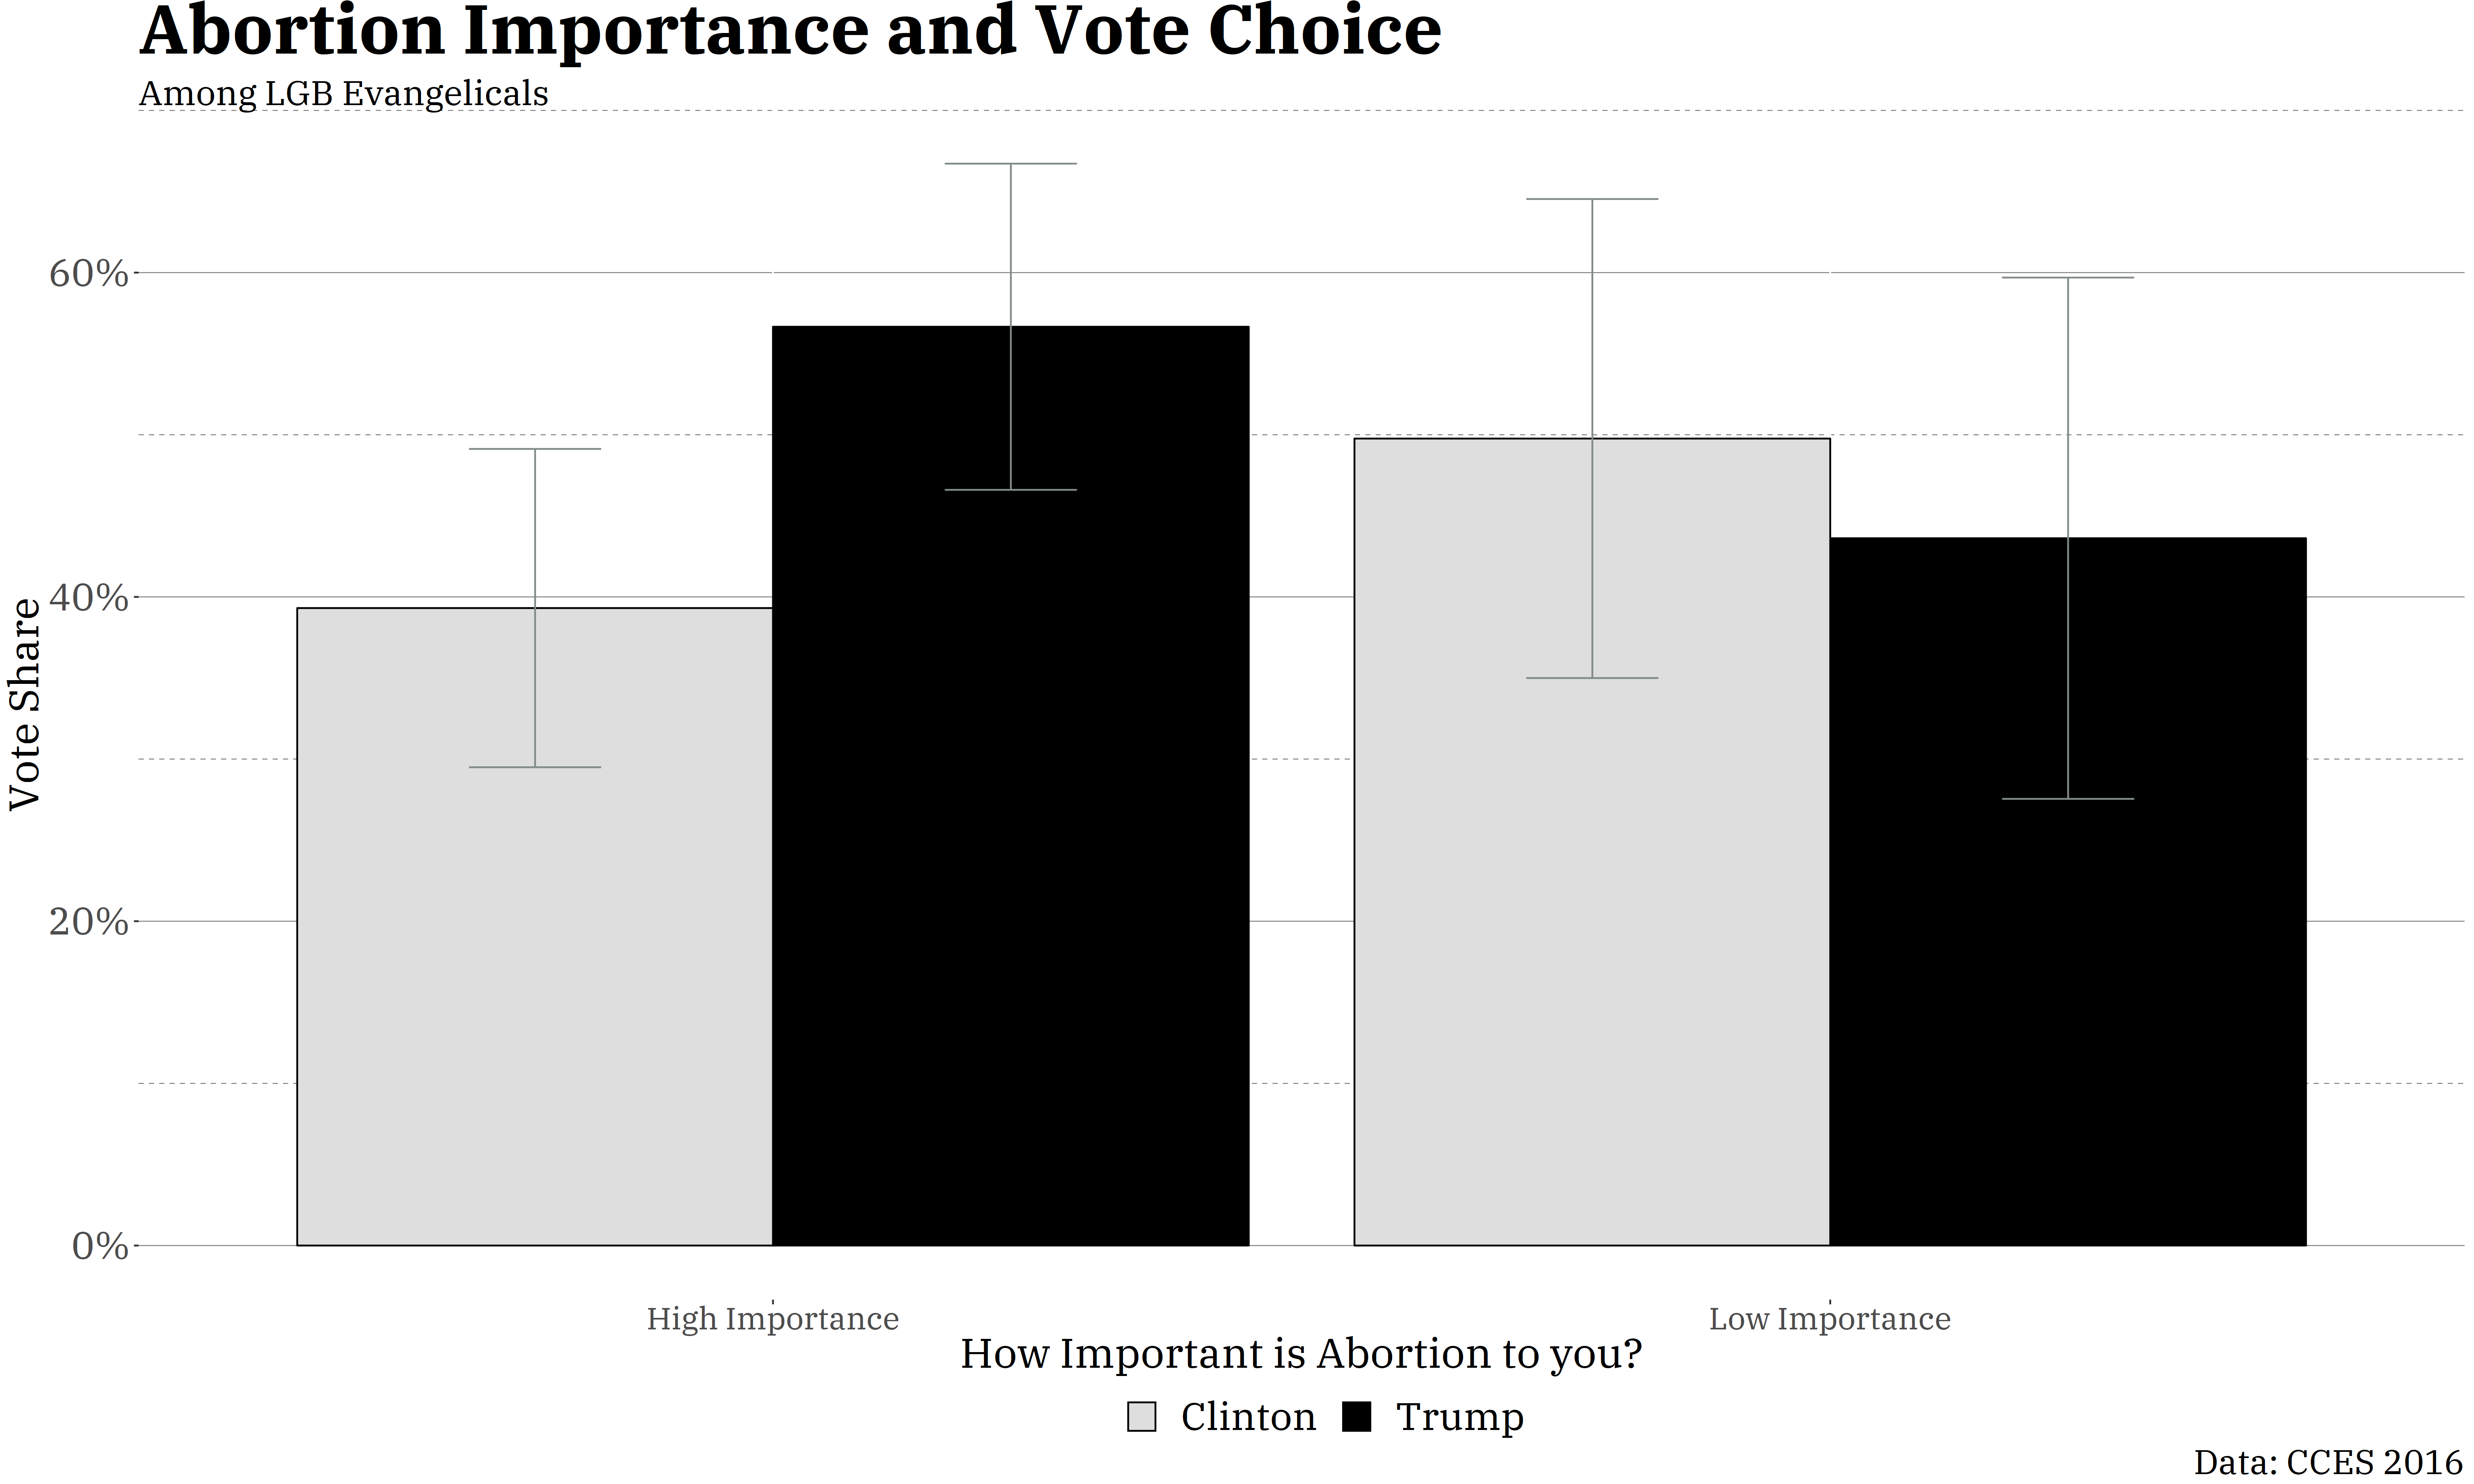 Abortion Importance and Vote Choice
Among LGB Evangelicals
Vote Share
60%
40%
20%
0%
High Importance
Low Importance
How Important is Abortion to you?
Clinton
Trump
Data: CCES 2016